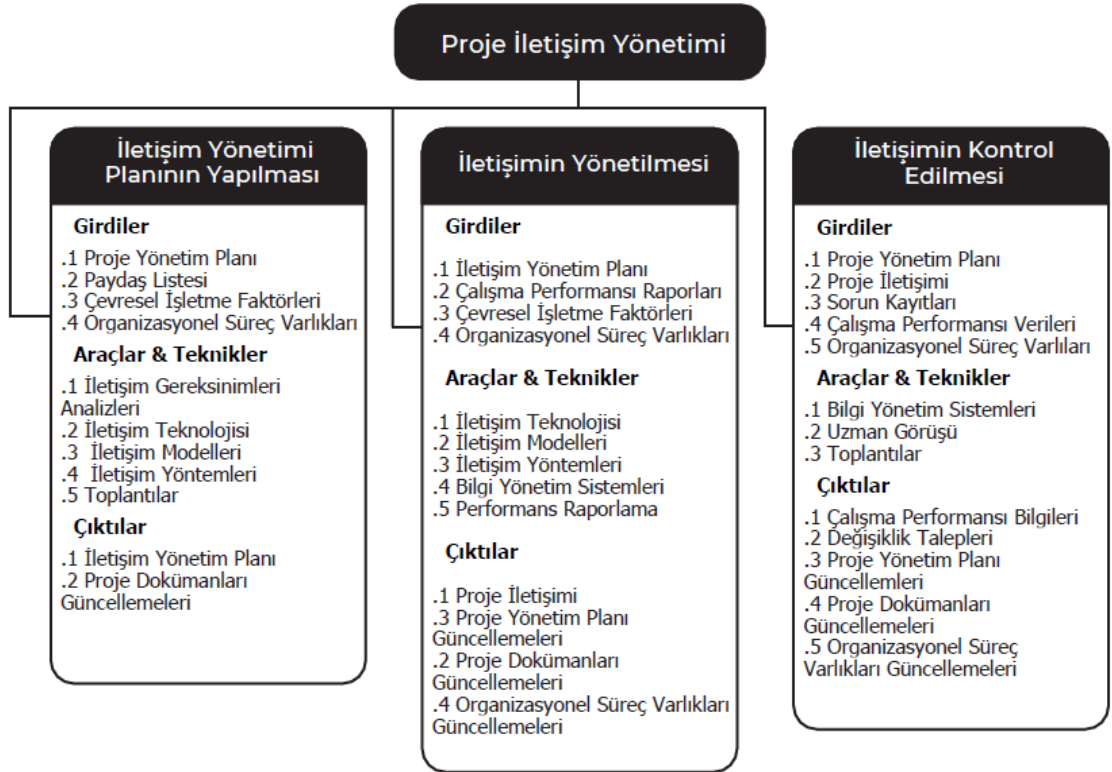 Proje İletişim Yönetimi
İletişim Yönetimi
Planının Yapılması
Girdiler
.1 Proje Yönetim Planı
.2 Paydaş Listesi
.3 Çevresel İşletme Faktörleri
.4 Organizasyonel Süreç Varlıkları
Araçlar & Teknikler
.1 İletişim Gereksinimleri
Analizleri
.2 İletişim Teknolojisi
.3 İletişim Modelleri
.4 İletişim Yöntemleri
.5 Toplantılar
Çıktılar
.1 İletişim Yönetim Planı
.2 Proje Dokümanları
Güncellemeleri
İletişimin Yönetilmesi
Girdiler
.1 İletişim Yönetim Planı
.2 Çalışma Performansı Raporları
.3 Çevresel İşletme Faktörleri
.4 Organizasyonel Süreç Varlıkları
Araçlar & Teknikler
.1 İletişim Teknolojisi
.2 İletişim Modelleri
.3 İletişim Yöntemleri
.4 Bilgi Yönetim Sistemleri
.5 Performans Raporlama
Çıktılar
.1 Proje İletişimi
.3 Proje Yönetim Planı
Güncellemeleri
.2 Proje Dokümanları
Güncellemeleri
.4 Organizasyonel Süreç Varlıkları
Güncellemeleri
İletişimin Kontrol
Edilmesi
Girdiler
.1 Proje Yönetim Planı
.2 Proje İletişimi
.3 Sorun Kayıtları
.4 Çalışma Performansı Verileri
.5 Organizasyonel Süreç Varlıları
Araçlar & Teknikler
.1 Bilgi Yönetim Sistemleri
.2 Uzman Görüşü
.3 Toplantılar
Çıktılar
.1 Çalışma Performansı Bilgileri
.2 Değişiklik Talepleri
.3 Proje Yönetim Planı
Güncellemleri
.4 Proje Dokümanları
Güncellemeleri
.5 Organizasyonel Süreç
Varlıkları Güncellemeleri